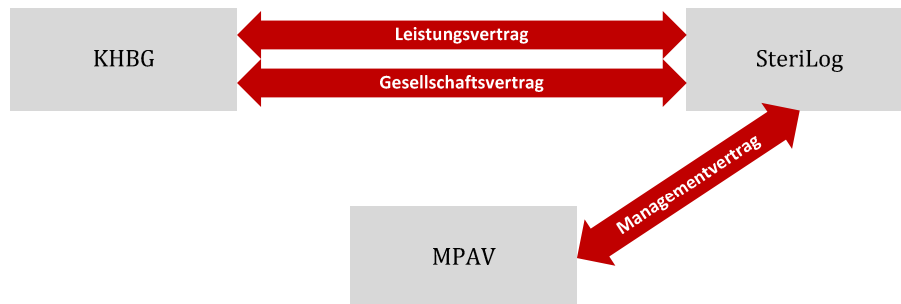 KHBG
Leistungsvertrag
SteriLog
Gesellschaftsvertrag
Managementvertrag
MPAV